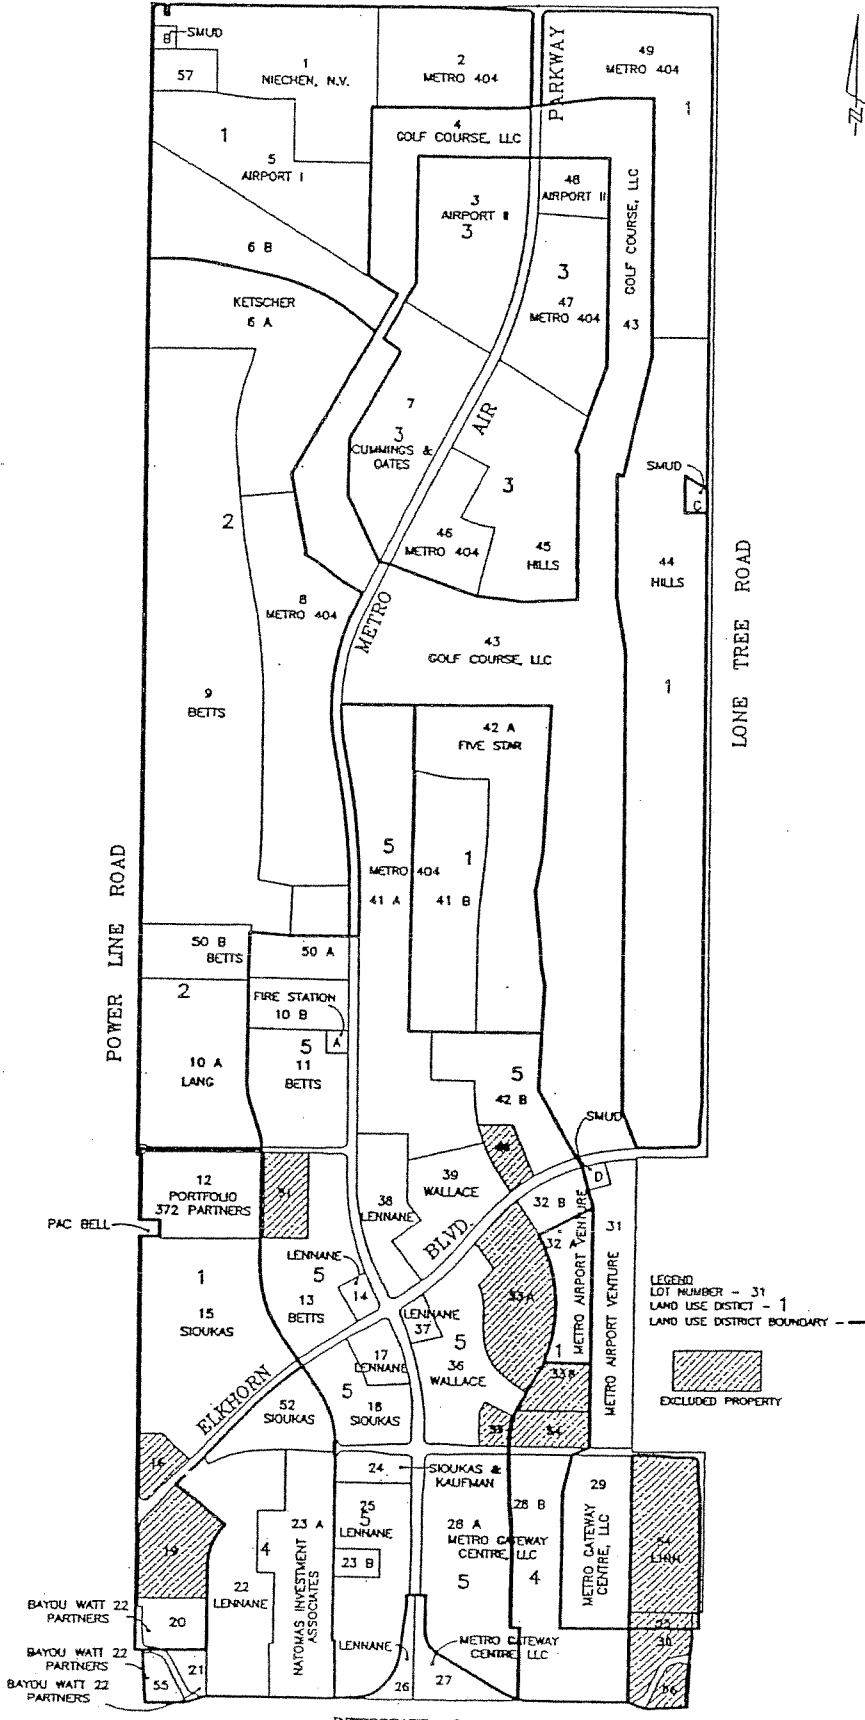 B
SMUD
57
1
NIECHEN, N.V.
2
METRO 404
PARKWAY
49
METRO 404
1
N
1
5
AIRPORT I
4
GOLF COURSE, LLC
3
AIRPORT II
3
48
AIRPORT II
GOLF COURSE, LLC
43
3
47
METRO 404
6 B
KETSCHER
6 A
7
3
CUMMINGS &
OATES
AIR
3
SMUD
C
2
46
METRO 404
45
HILLS
44
HILLS
8
METRO 404
METRO
43
GOLF COURSE, LLC
LONE TREE ROAD
1
9
BETTS
42 A
FIVE STAR
5
METRO 404
41 A
1
41 B
POWER LINE ROAD
50 B
BETTS
50 A
2
FIRE STATION
10 B
A
10 A
LANG
5
11
BETTS
5
42 B
SMUD
D
12
PORTFOLIO
372 PARTNERS
51
38
LENNANE
39
WALLACE
32 B
31
PAC BELL
BLVD.
32 A
METRO AIRPORT VENTURE
METRO AIRPORT VENTURE
1
15
SIOUKAS
LENNANE
5
14
13
BETTS
LENNANE
37
33A
LEGEND
LOT NUMBER - 31
LAND USE DISTICT - 1
LAND USE DISTRICT BOUNDARY -
17
LENNANE
5
36
WALLACE
1
33B
EXCLUDED PROPERTY
ELKHORN
52
SIOUKAS
5
18
SIOUKAS
16
24
SIOUKAS &
KAUFMAN
19
4
23 A
NATOMAS INVESTMENT
ASSOCIATES
25
5
LENNANE
23 B
28 A
METRO GATEWAY
CENTRE, LLC
5
28 B
4
29
METRO GATEWAY
CENTRE, LLC
54
LINN
22
LENNANE
BAYOU WATT 22
PARTNERS
20
BAYOU WATT 22
PARTNERS
BAYOU WATT 22
PARTNERS
55
21
LENNANE
26
METRO GATEWAY
CENTRE, LLC
27
30
56